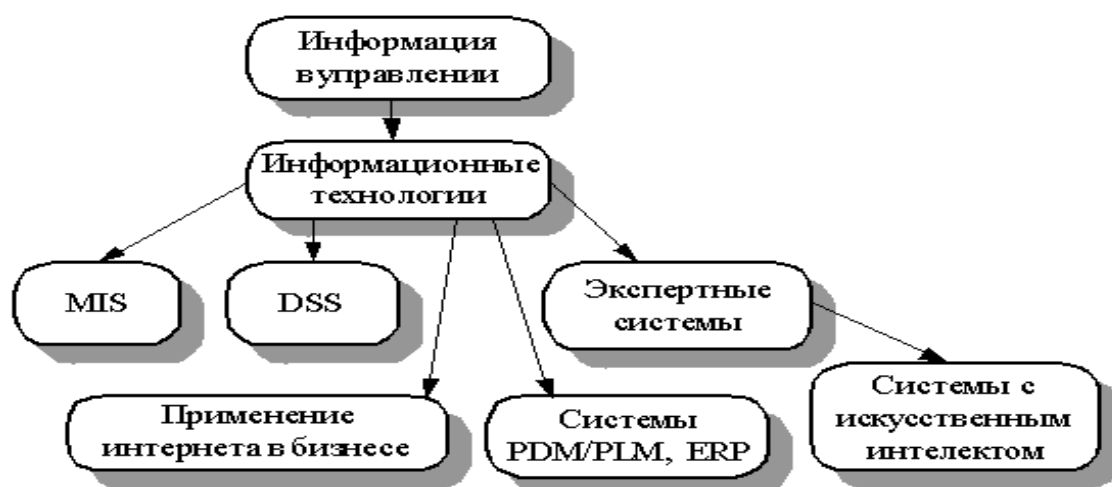 Информация
в управлении
Информационные
технологии
MIS
DSS
Экспертные
системы
Применение
интернета в бизнесе
Системы
PDM/PLM, ERP
Системы с
искусственным
интелектом